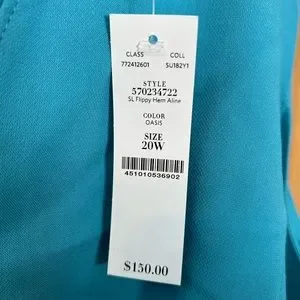 CLASS COLL
772412601 SU182Y1
STYLE
570234722
SL Flippy Hem Aline
COLOR
OASIS
SIZE
20W
451010536902
$150.00